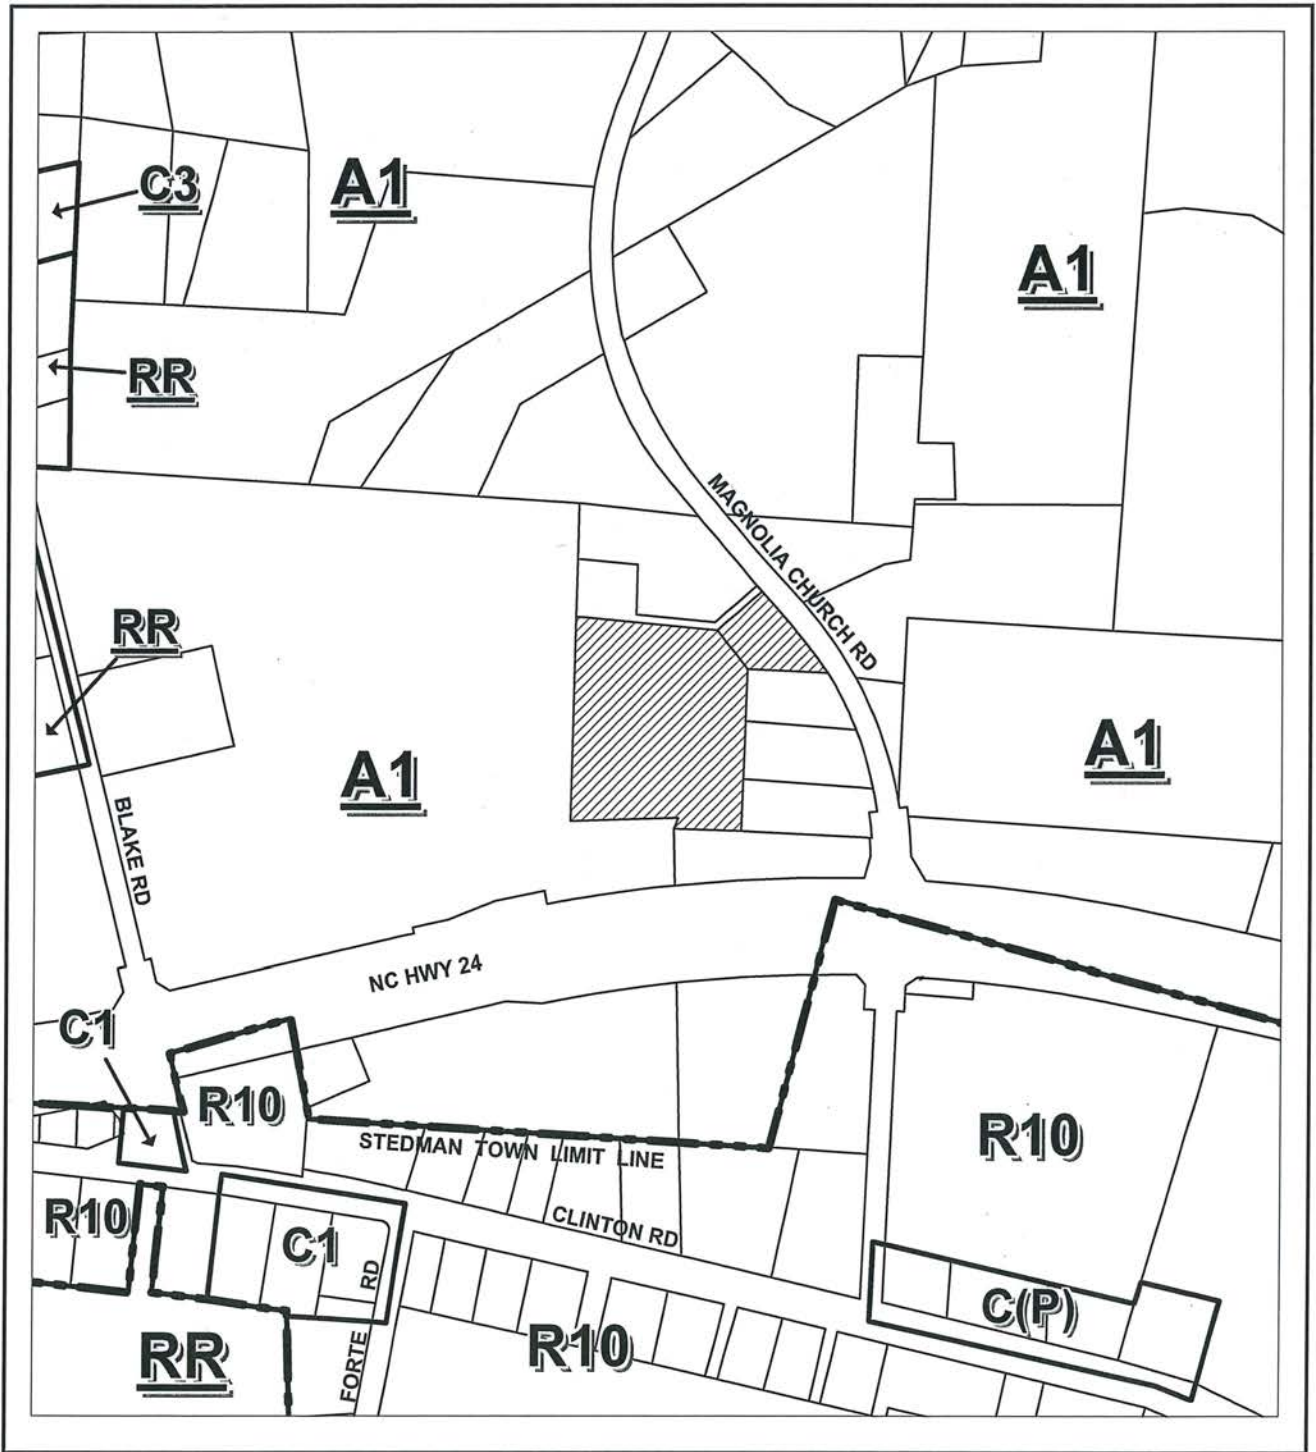 C3
A1
A1
RR
MAGNOLIA CHURCH RD
RR
A1
A1
BLAKE RD
NC HWY 24
C1
R10
R10
STEDMAN TOWN LIMIT LINE
R10
CLINTON RD
C1
FORTE RD
C(P)
R10
RR